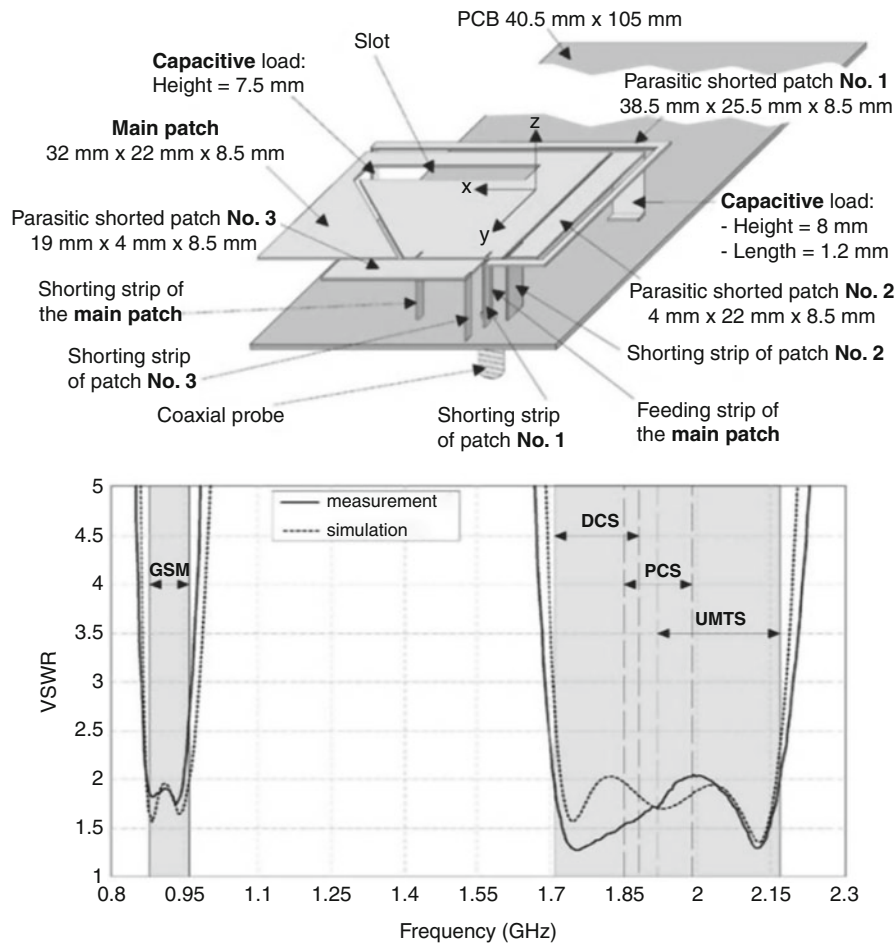 PCB 40.5 mm x 105 mm
Slot
Capacitive load:
Height = 7.5 mm
Parasitic shorted patch No. 1
38.5 mm x 25.5 mm x 8.5 mm
Main patch
32 mm x 22 mm x 8.5 mm
z
x
y
Capacitive load:
- Height = 8 mm
- Length = 1.2 mm
Parasitic shorted patch No. 3
19 mm x 4 mm x 8.5 mm
Shorting strip of
the main patch
Parasitic shorted patch No. 2
4 mm x 22 mm x 8.5 mm
Shorting strip
of patch No. 3
Shorting strip of patch No. 2
Coaxial probe
Shorting strip
of patch No. 1
Feeding strip of
the main patch
5
4.5
4
3.5
3
2.5
2
1.5
1
VSWR
measurement
simulation
GSM
DCS
PCS
UMTS
0.8 0.95 1.1 1.25 1.4 1.55 1.7 1.85 2 2.15 2.3
Frequency (GHz)